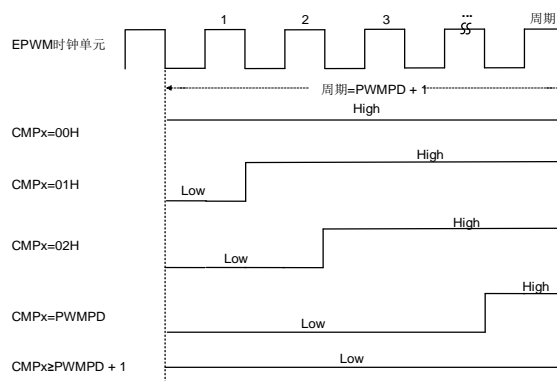 1 2 3 ... 周期
EPWM时钟单元
周期=PWMPD + 1
High
CMPx=00H
High
CMPx=01H
Low
High
CMPx=02H
Low
High
CMPx=PWMPD
Low
Low
CMPx≥PWMPD + 1